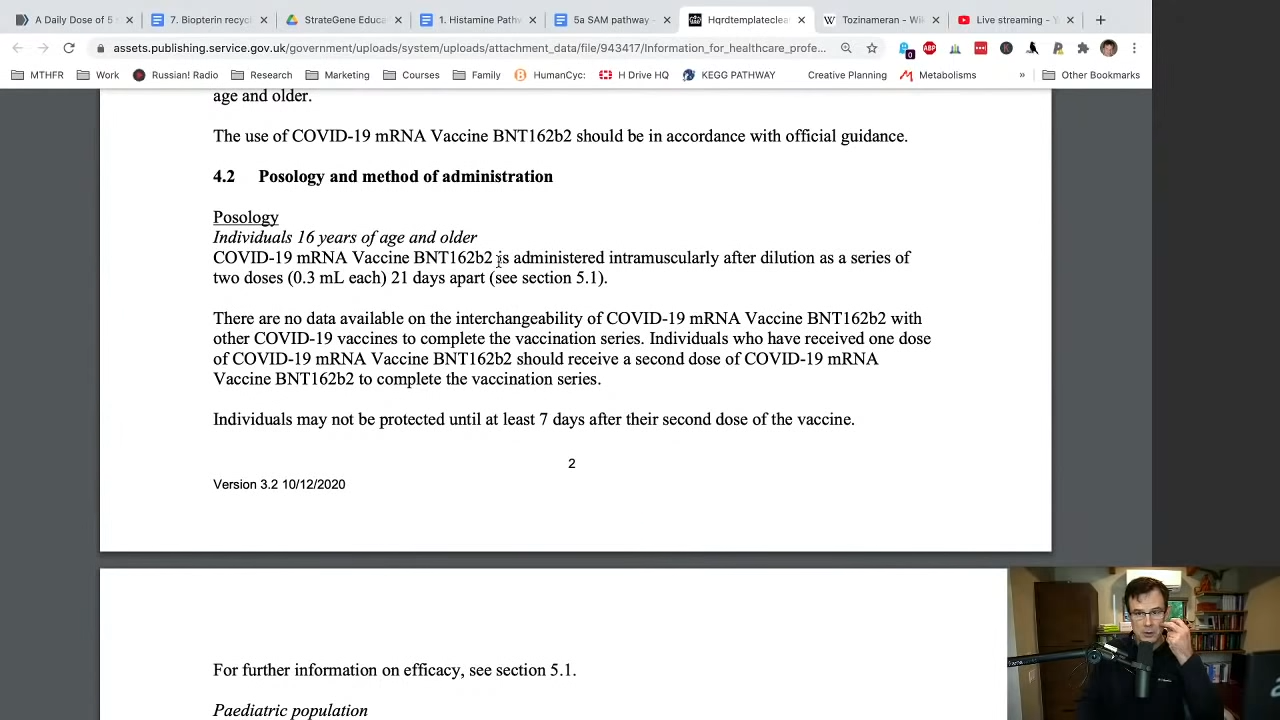 A Daily Dose of 5
7. Biopterin recyc
StrateGene Educa
1. Histamine Path
5a SAM pathway -
Hqrdtemplateclea
Tozinameran - Wi
Live streaming - Y
assets.publishing.service.gov.uk/government/uploads/system/uploads/attachment_data/file/943417/Information_for_healthcare_profe...
MTHFR
Work
Russian! Radio
Research
Marketing
Courses
Family
HumanCyc:
H Drive HQ
KEGG PATHWAY
Creative Planning
Metabolisms
»
Other Bookmarks
age and older.
The use of COVID-19 mRNA Vaccine BNT162b2 should be in accordance with official guidance.
4.2 Posology and method of administration
Posology
Individuals 16 years of age and older
COVID-19 mRNA Vaccine BNT162b2 is administered intramuscularly after dilution as a series of
two doses (0.3 mL each) 21 days apart (see section 5.1).
There are no data available on the interchangeability of COVID-19 mRNA Vaccine BNT162b2 with
other COVID-19 vaccines to complete the vaccination series. Individuals who have received one dose
of COVID-19 mRNA Vaccine BNT162b2 should receive a second dose of COVID-19 mRNA
Vaccine BNT162b2 to complete the vaccination series.
Individuals may not be protected until at least 7 days after their second dose of the vaccine.
2
Version 3.2 10/12/2020
For further information on efficacy, see section 5.1.
Paediatric population